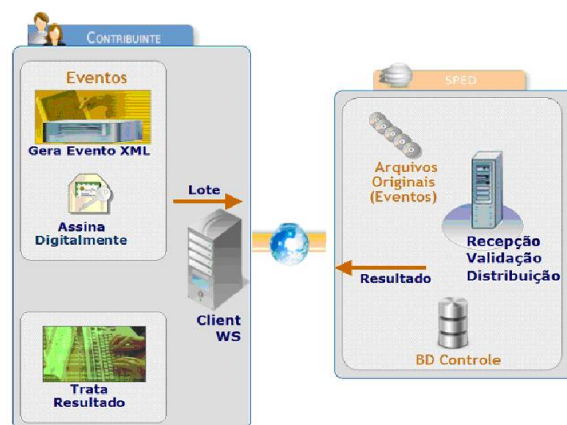 CONTRIBUINTE
Eventos
Gera Evento XML
Assina
Digitalmente
Lote
Client
WS
Trata
Resultado
SPED
Arquivos
Originais
(Eventos)
Recepção
Validação
Distribuição
Resultado
BD Controle